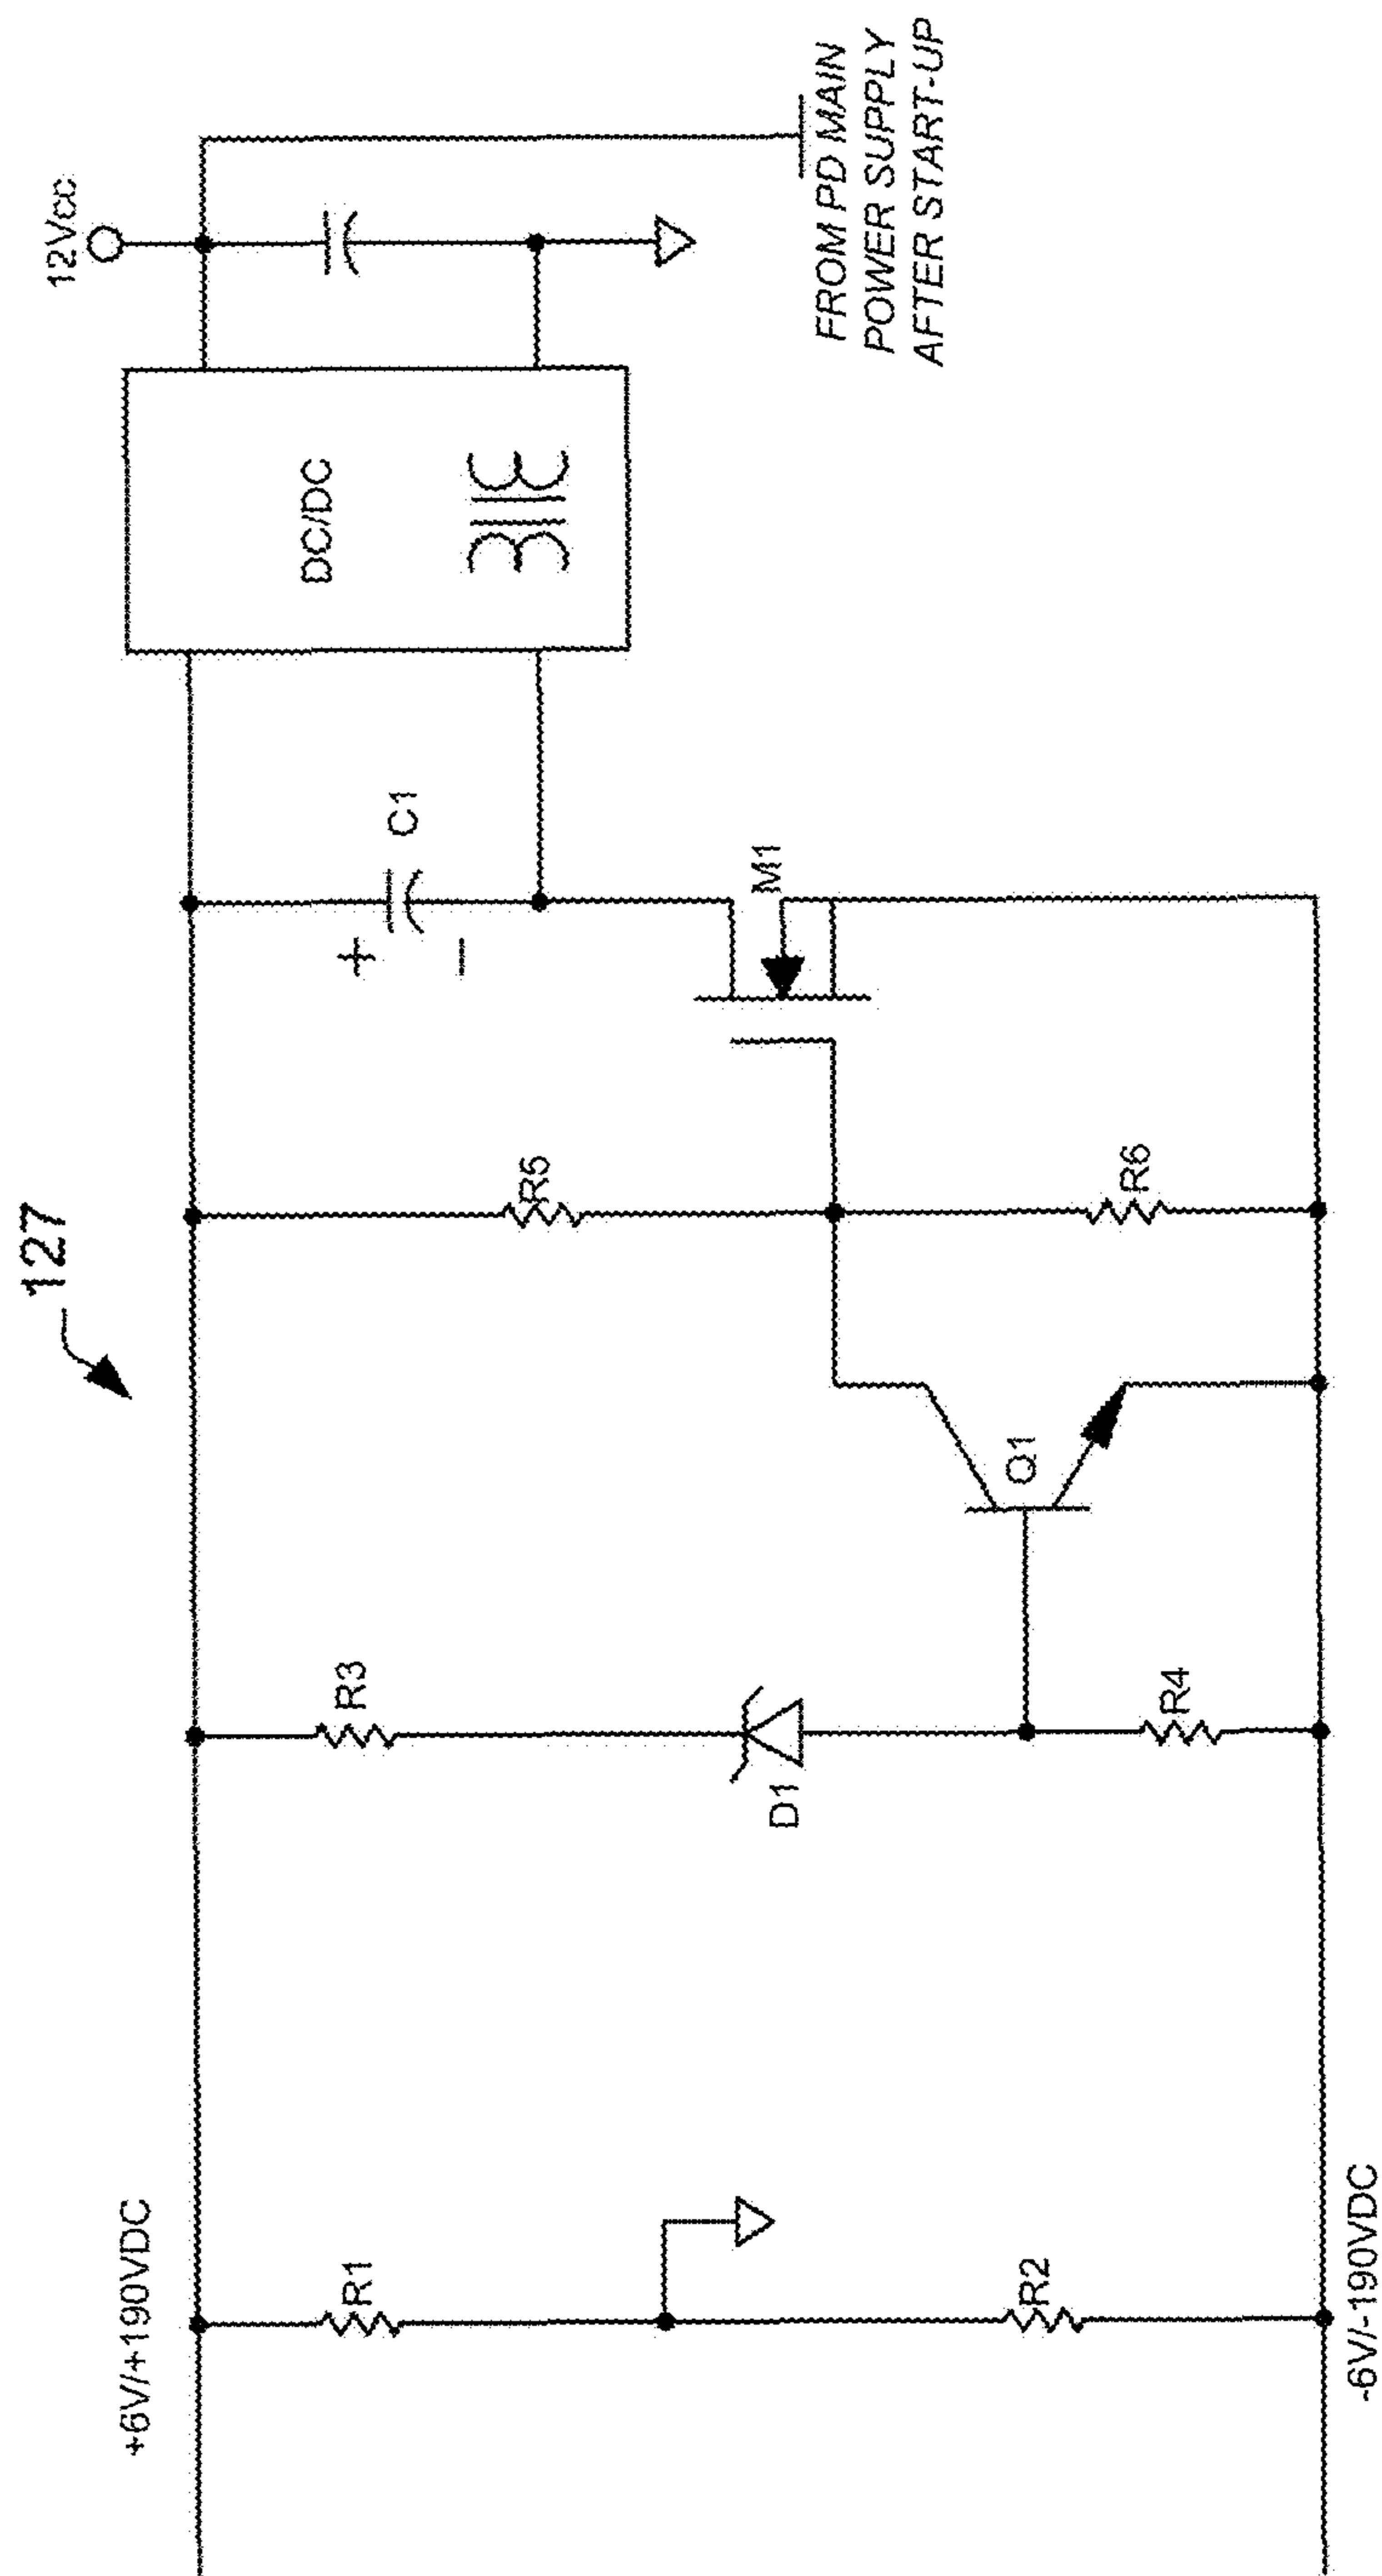 127
+6V/+190VDC
R1
R2
-6V/-190VDC
R3
D1
R4
Q1
R5
R6
C1
+
–
M1
DC/DC
12Vcc
FROM PD MAIN
POWER SUPPLY
AFTER START-UP